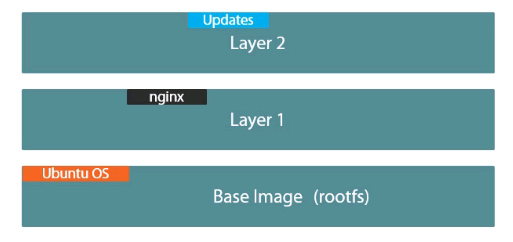 Updates
Layer 2
nginx
Layer 1
Ubuntu OS
Base Image (rootfs)